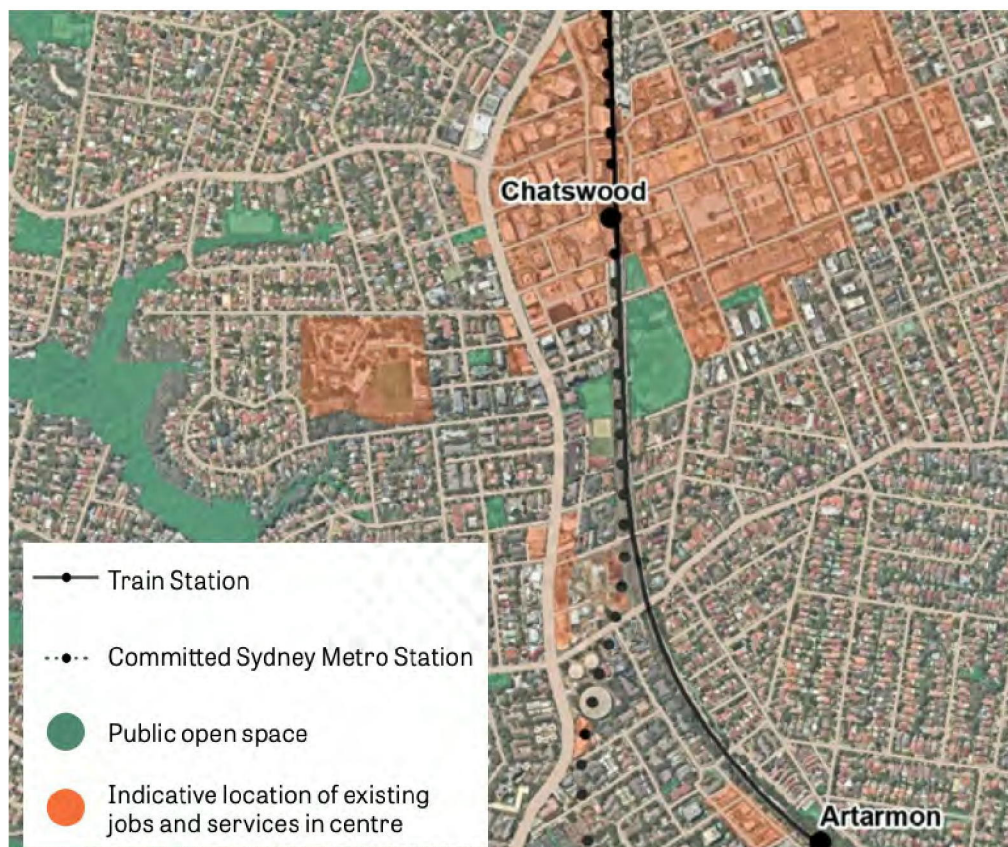 Chatswood
Train Station
Committed Sydney Metro Station
Public open space
Indicative location of existing
jobs and services in centre
Artarmon